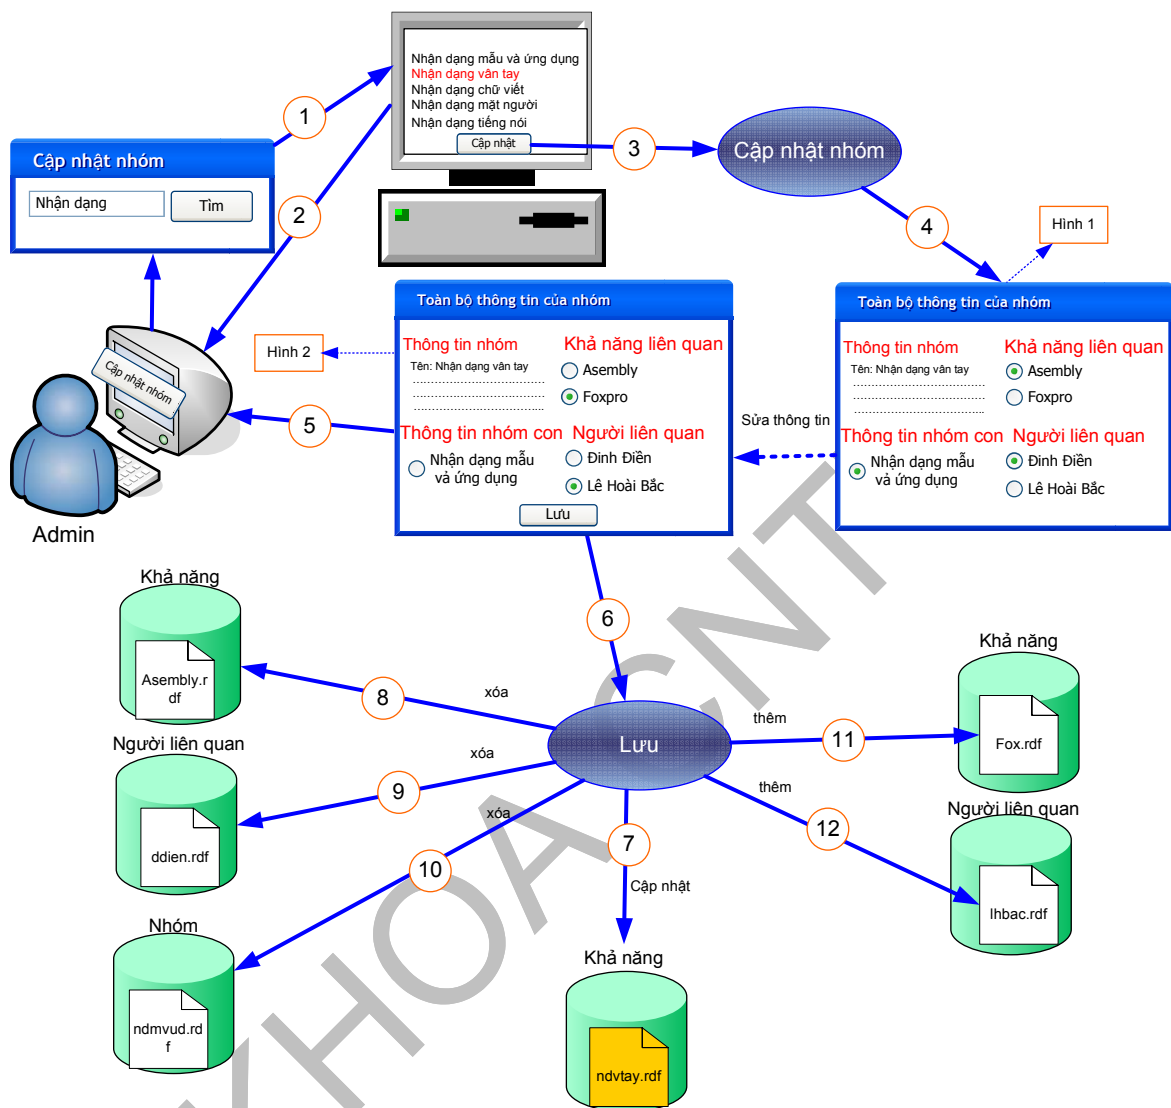 Nhận dạng mẫu và ứng dụng
Nhận dạng vân tay
Nhận dạng chữ viết
Nhận dạng mặt người
Nhận dạng tiếng nói
Cập nhật
1
2
3
Cập nhật nhóm
4
Cập nhật nhóm
Nhận dạng
Tìm
Hình 1
Toàn bộ thông tin của nhóm
Thông tin nhóm
Tên: Nhận dạng vân tay
Khả năng liên quan
Asembly
Foxpro
Thông tin nhóm con
Nhận dạng mẫu
và ứng dụng
Người liên quan
Đinh Điền
Lê Hoài Bắc
Lưu
Hình 2
Sửa thông tin
Toàn bộ thông tin của nhóm
Thông tin nhóm
Tên: Nhận dạng vân tay
Khả năng liên quan
Asembly
Foxpro
Thông tin nhóm con
Nhận dạng mẫu
và ứng dụng
Người liên quan
Đinh Điền
Lê Hoài Bắc
Cập nhật nhóm
Admin
5
6
Lưu
Khả năng
Asembly.r
df
8
xóa
Người liên quan
ddien.rdf
9
xóa
Nhóm
ndmvud.rd
f
10
xóa
7
Cập nhật
Khả năng
ndvtay.rdf
thêm
11
Khả năng
Fox.rdf
thêm
12
Người liên quan
lhbac.rdf
KHOA CNT